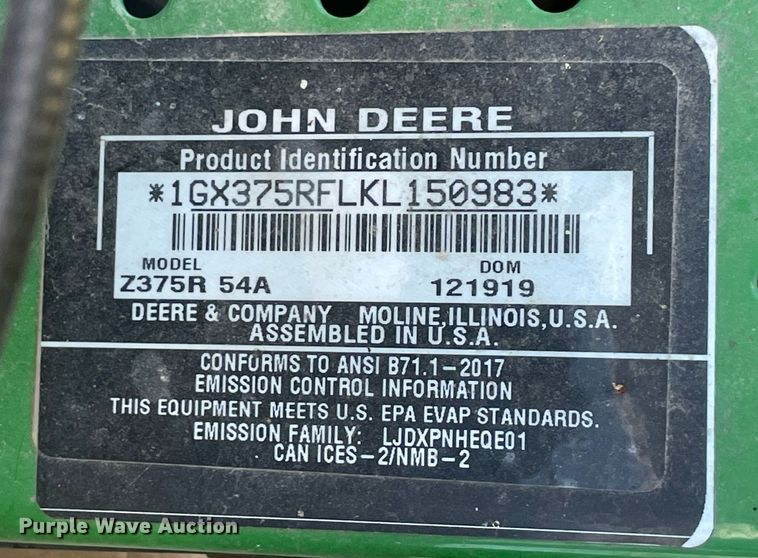 JOHN DEERE
Product Identification Number
*1GX375RFLKL150983*
MODEL DOM
Z375R 54A 121919
DEERE & COMPANY MOLINE, ILLINOIS, U.S.A.
ASSEMBLED IN U.S.A.
CONFORMS TO ANSI B71.1-2017
EMISSION CONTROL INFORMATION
THIS EQUIPMENT MEETS U.S. EPA EVAP STANDARDS.
EMISSION FAMILY: LJDXPNHEQE01
CAN ICES-2/NMB-2
Purple Wave Auction